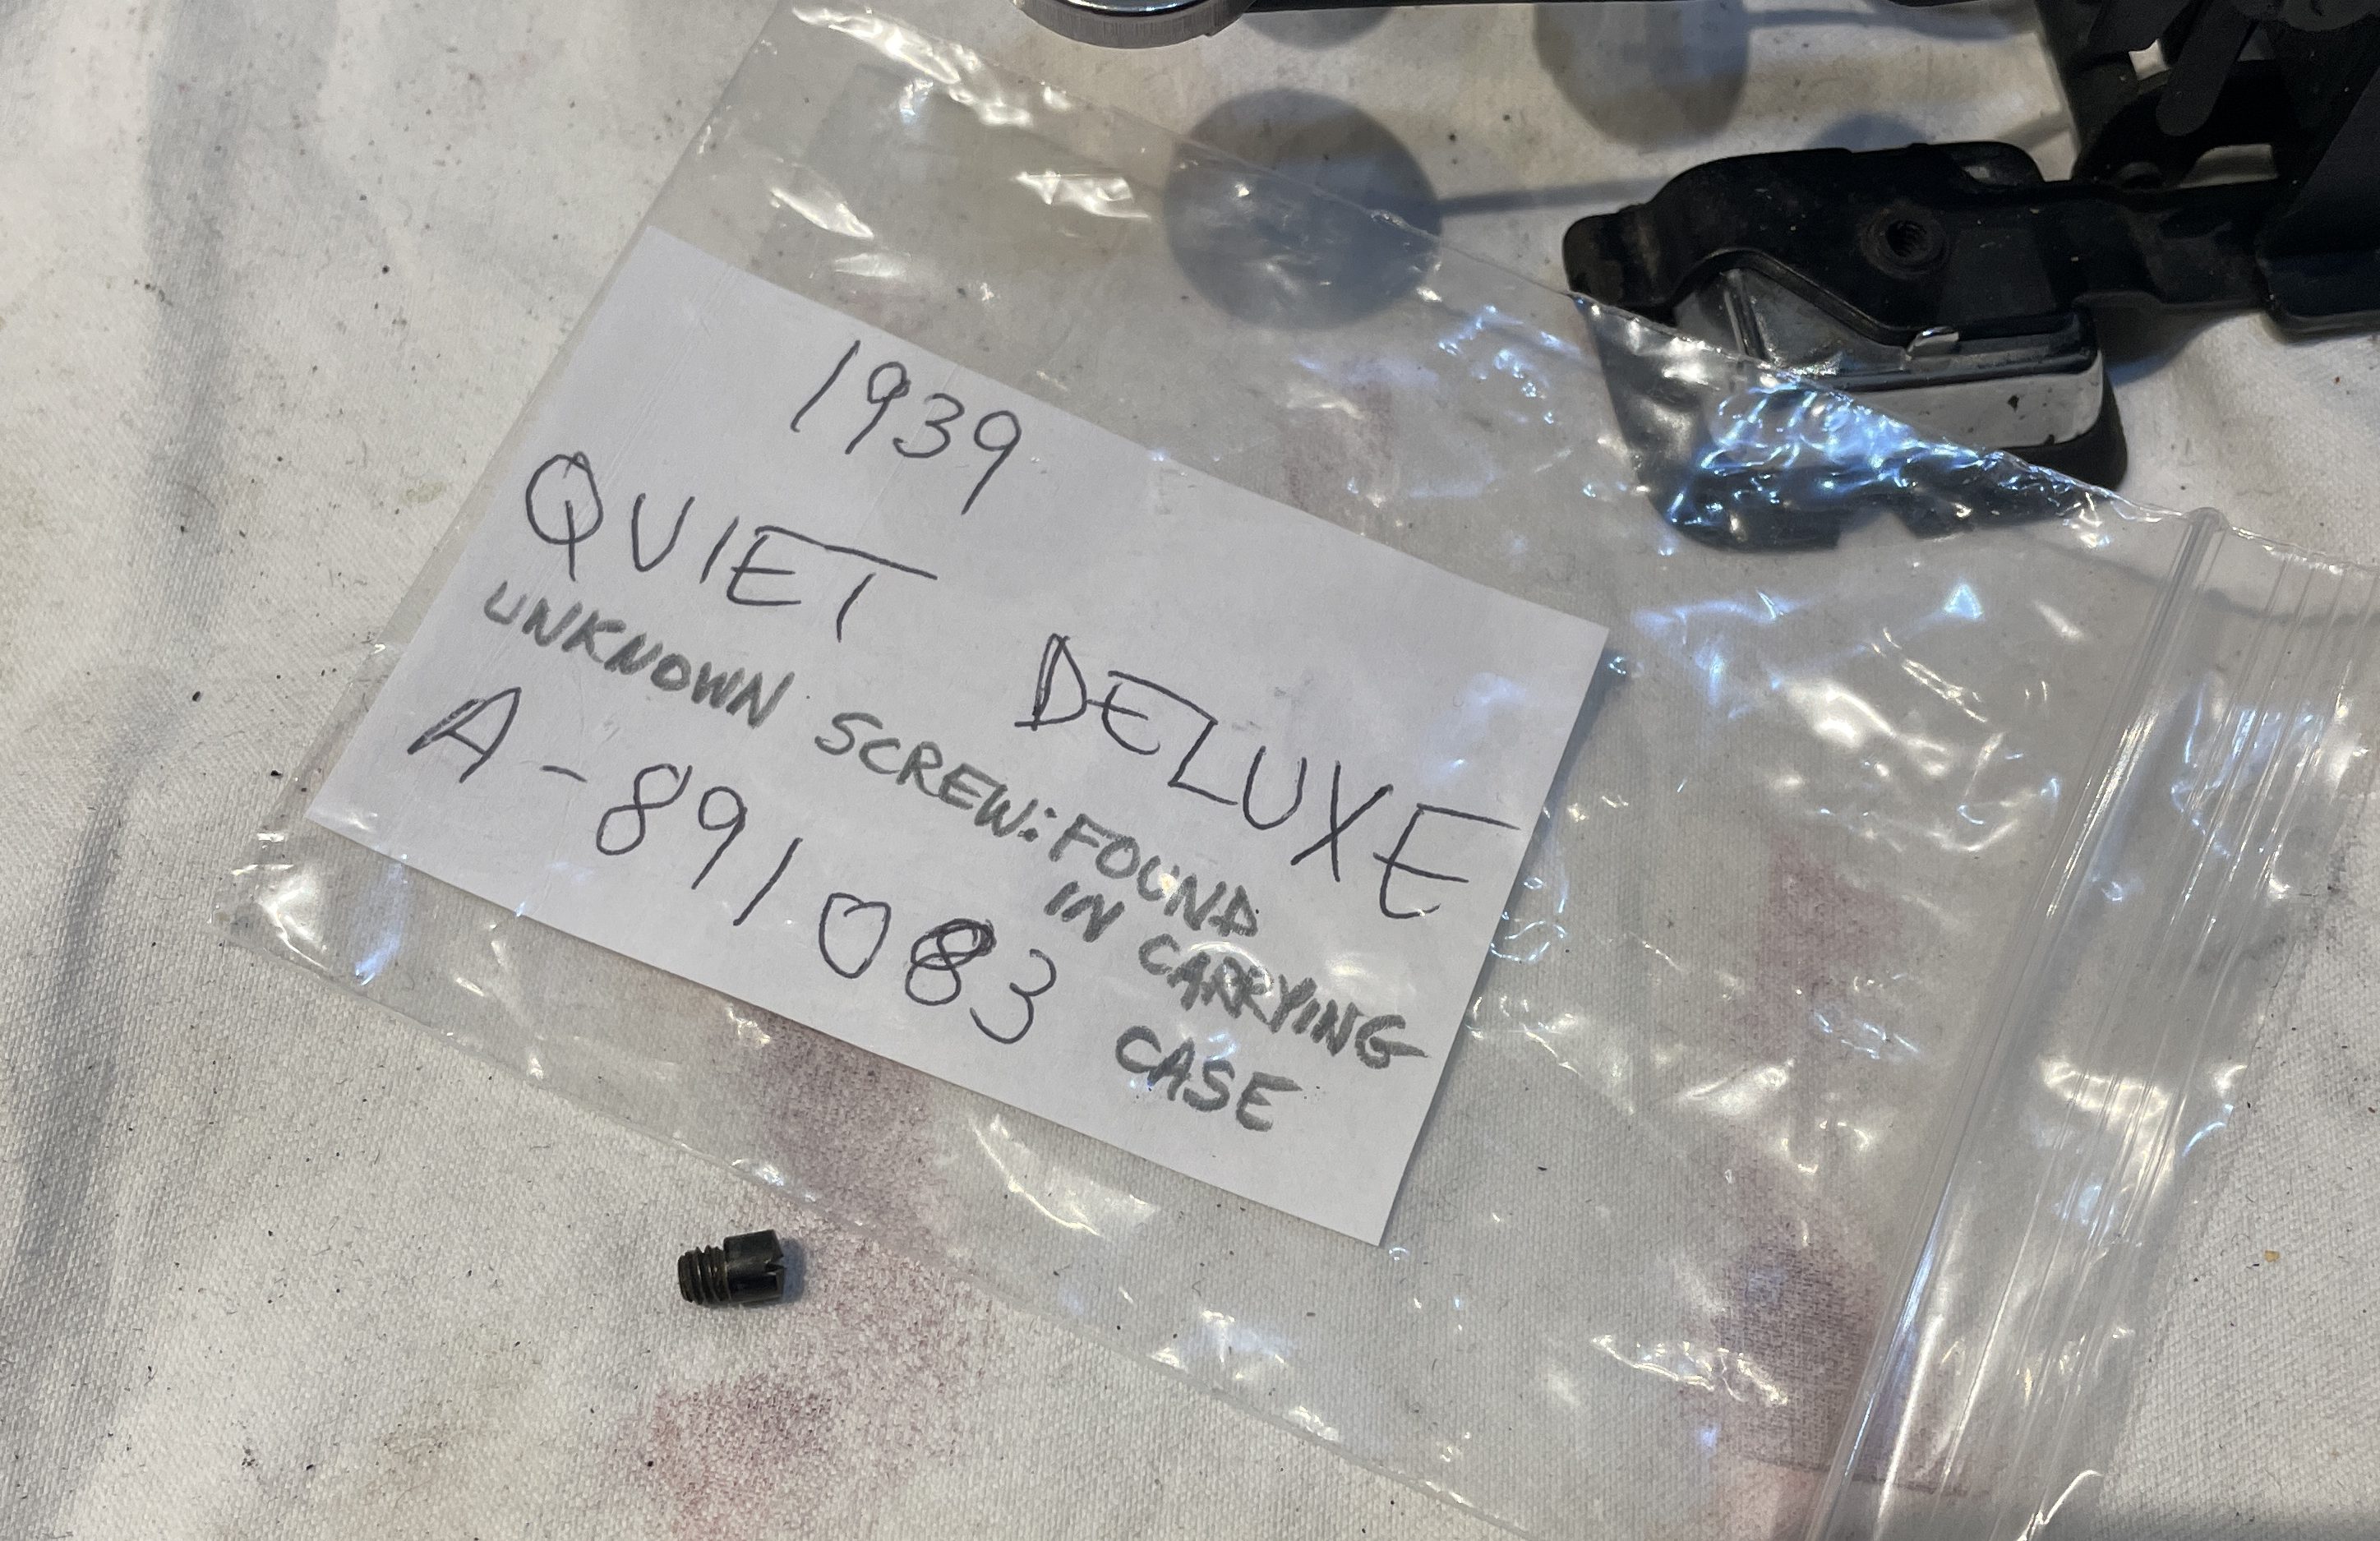 1939
QUIET DELUXE
UNKNOWN SCREW: FOUND
IN CARRYING
CASE
A-891083